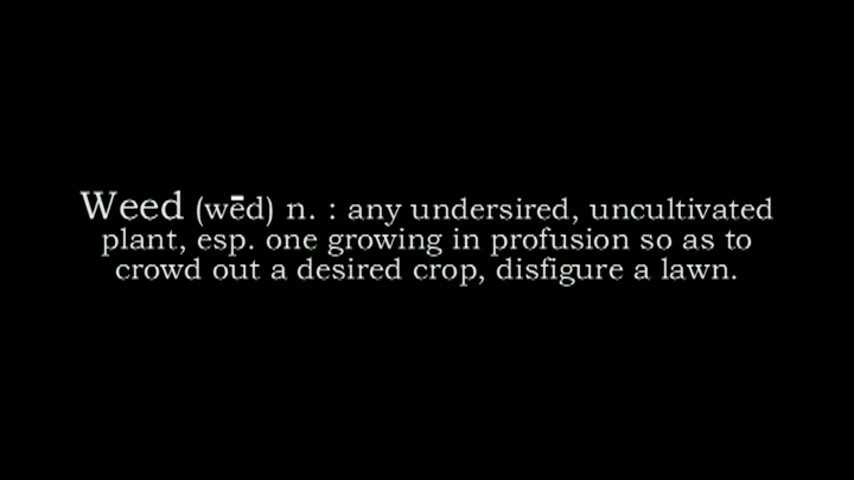 Weed (wēd) n. : any undersired, uncultivated
plant, esp. one growing in profusion so as to
crowd out a desired crop, disfigure a lawn.